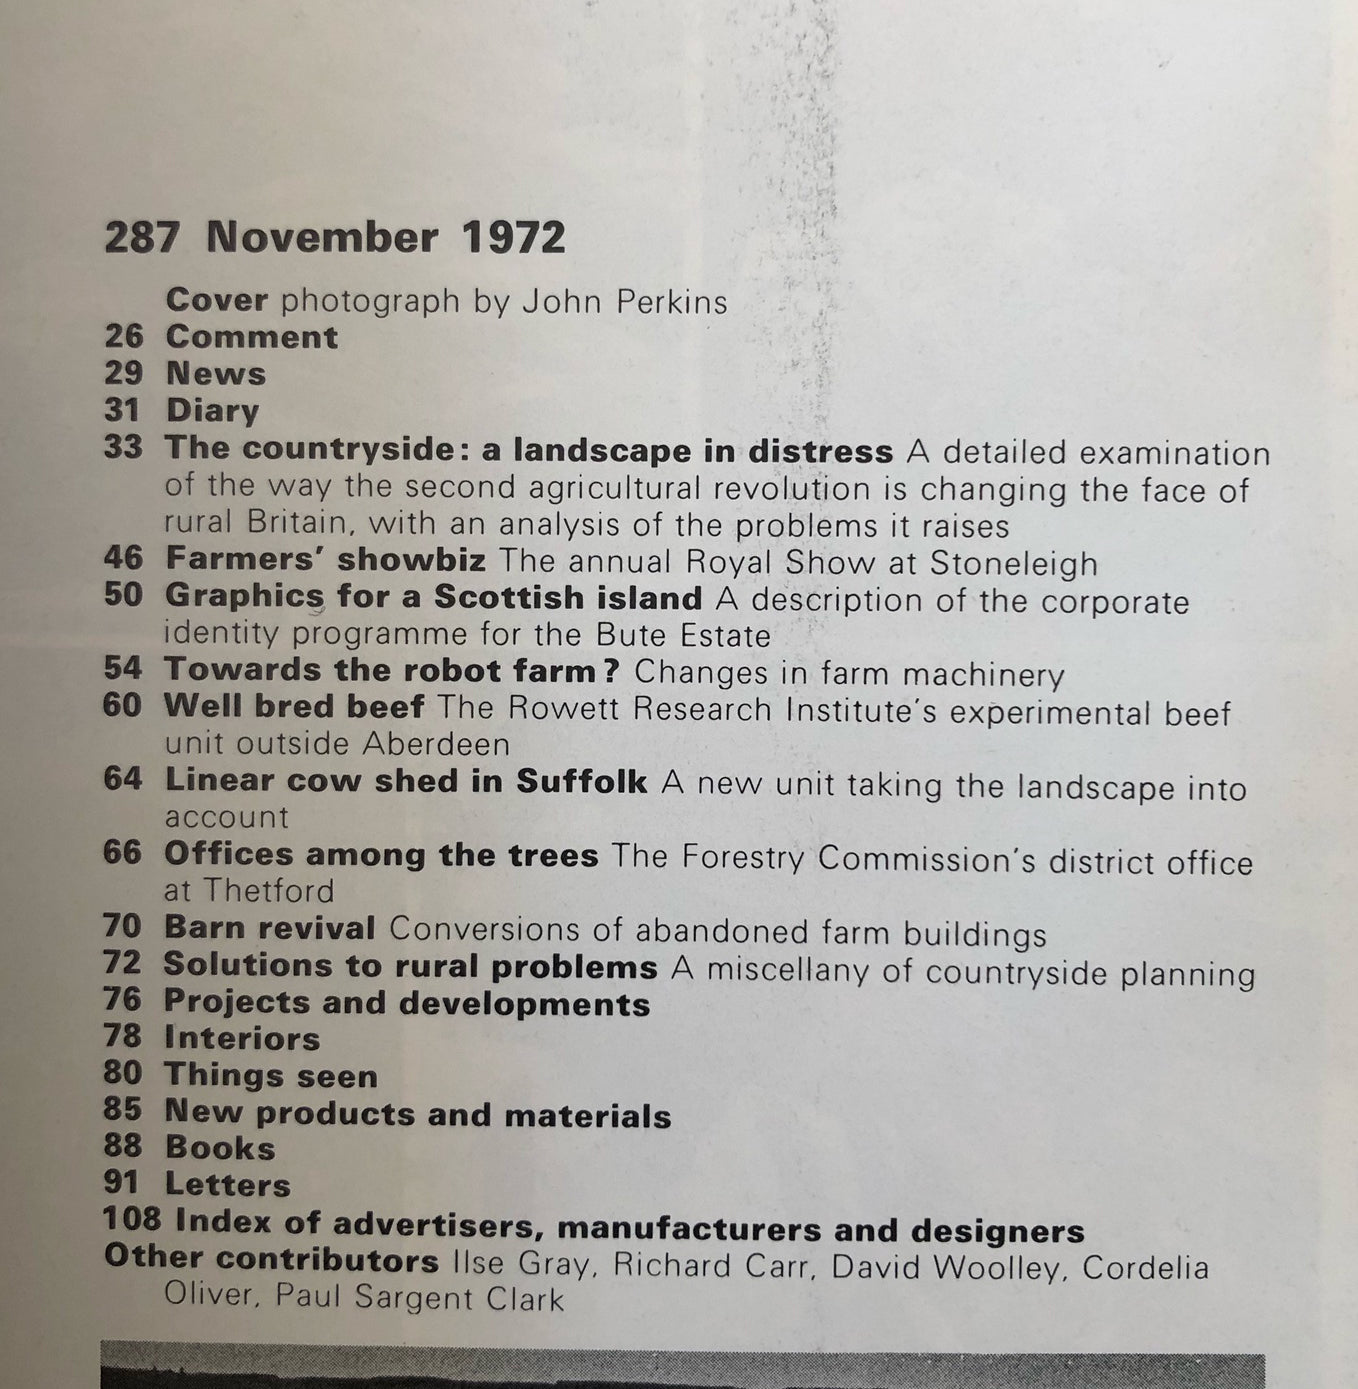 287 November 1972
Cover photograph by John Perkins
26 Comment
29 News
31 Diary
33 The countryside: a landscape in distress A detailed examination
of the way the second agricultural revolution is changing the face of
rural Britain, with an analysis of the problems it raises
46 Farmers' showbiz The annual Royal Show at Stoneleigh
50 Graphics for a Scottish island A description of the corporate
identity programme for the Bute Estate
54 Towards the robot farm? Changes in farm machinery
60 Well bred beef The Rowett Research Institute's experimental beef
unit outside Aberdeen
64 Linear cow shed in Suffolk A new unit taking the landscape into
account
66 Offices among the trees The Forestry Commission's district office
at Thetford
70 Barn revival Conversions of abandoned farm buildings
72 Solutions to rural problems A miscellany of countryside planning
76 Projects and developments
78 Interiors
80 Things seen
85 New products and materials
88 Books
91 Letters
108 Index of advertisers, manufacturers and designers
Other contributors Ilse Gray, Richard Carr, David Woolley, Cordelia
Oliver, Paul Sargent Clark